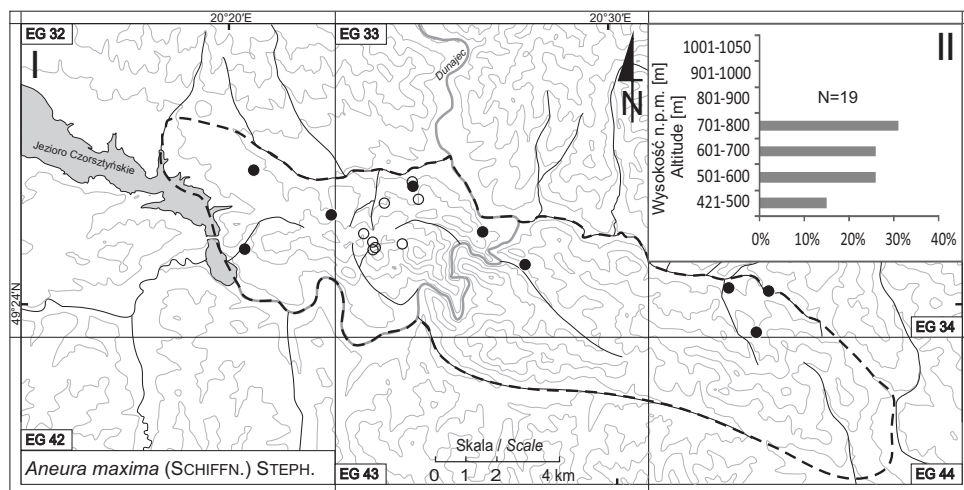 20°20'E
20°30'E
EG 32
EG 33
I
II
Dunajec
N
Jezioro Czorsztyńskie
Wysokość n.p.m. [m]
Altitude [m]
1001-1050
901-1000
801-900
701-800
601-700
501-600
421-500
N=19
0%
10%
20%
30%
40%
49°24'N
EG 34
EG 42
Skala / Scale
0 1 2 4 km
Aneura maxima (SCHIFFN.) STEPH.
EG 43
EG 44